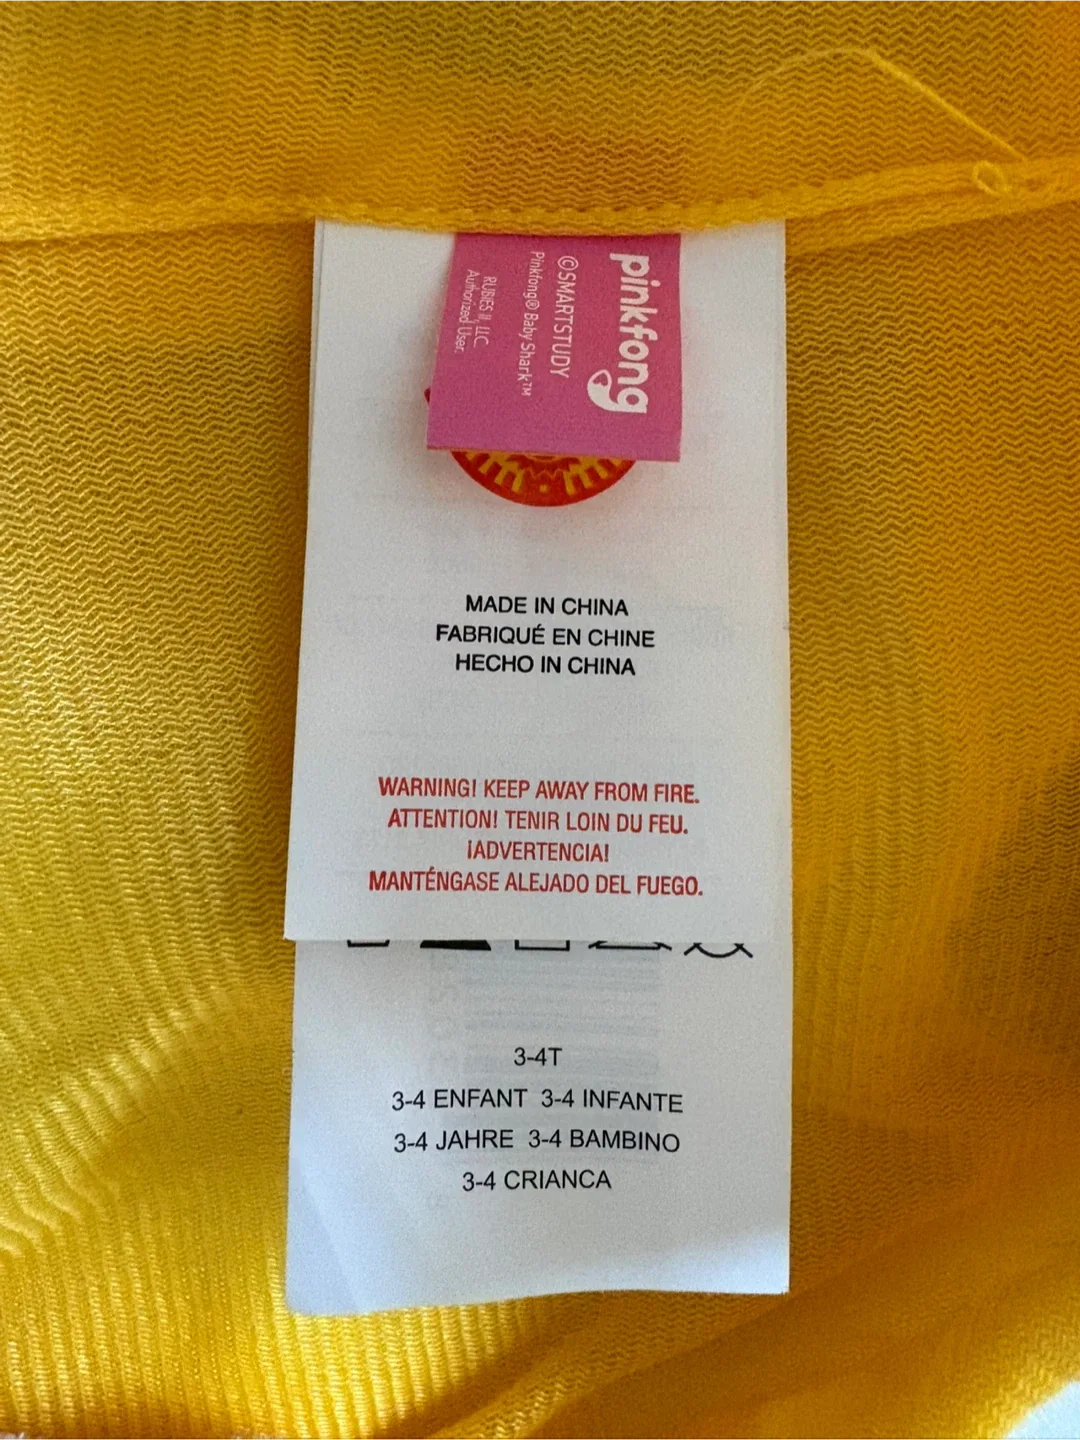 pinkfong
©SMARTSTUDY
Pinkfong® Baby Shark™
RUBIES II, LLC.
Authorized User.
MADE IN CHINA
FABRIQUÉ EN CHINE
HECHO IN CHINA
WARNING! KEEP AWAY FROM FIRE.
ATTENTION! TENIR LOIN DU FEU.
¡ADVERTENCIA!
MANTÉNGASE ALEJADO DEL FUEGO.
3-4T
3-4 ENFANT 3-4 INFANTE
3-4 JAHRE 3-4 BAMBINO
3-4 CRIANCA